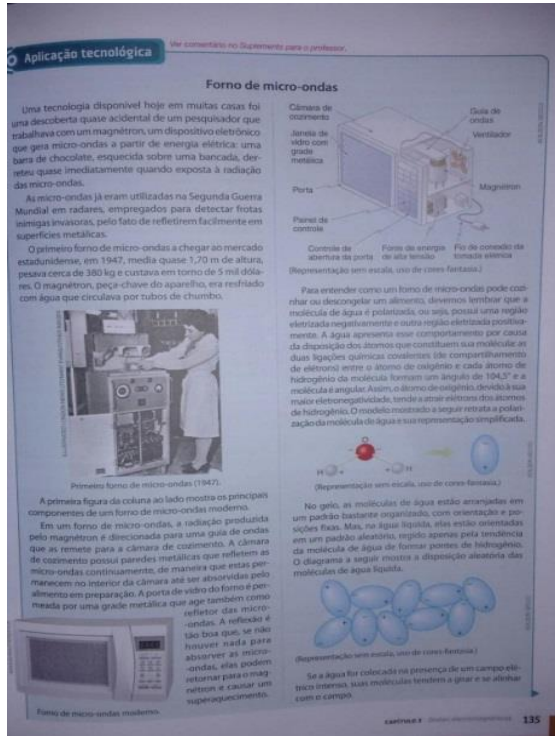 Aplicação tecnológica
Ver comentário no Suplemento para o professor.
Forno de micro-ondas
Uma tecnologia disponível hoje em muitas casas foi
uma descoberta quase acidental de um pesquisador que
trabalhava com um magnétron, um dispositivo eletrônico
que gera micro-ondas a partir de energia elétrica: uma
barra de chocolate, esquecida sobre uma bancada, der-
reteu quase imediatamente quando exposta à radiação
das micro-ondas.
As micro-ondas já eram utilizadas na Segunda Guerra
Mundial em radares, empregados para detectar frotas
inimigas invasoras, pelo fato de refletirem facilmente em
superfícies metálicas.
O primeiro forno de micro-ondas a chegar ao mercado
estadunidense, em 1947, media quase 1,70 m de altura,
pesava cerca de 380 kg e custava em torno de 5 mil dóla-
res. O magnétron, peça-chave do aparelho, era resfriado
com água que circulava por tubos de chumbo.
Primeiro forno de micro-ondas (1947).
A primeira figura da coluna ao lado mostra os principais
componentes de um forno de micro-ondas moderno.
Em um forno de micro-ondas, a radiação produzida
pelo magnétron é direcionada para uma guia de ondas
que as remete para a câmara de cozimento. A câmara
de cozimento possui paredes metálicas que refletem as
micro-ondas continuamente, de maneira que estas per-
manecem no interior da câmara até ser absorvidas pelo
alimento em preparação. A porta de vidro do forno é per-
meada por uma grade metálica que age também como
refletor das micro-
-ondas. A reflexão é
tão boa que, se não
houver nada para
absorver as micro-
-ondas, elas podem
retornar para o mag-
nétron e causar um
superaquecimento.
Forno de micro-ondas moderno.
Câmara de
cozimento
Janela de
vidro com
grade
metálica
Porta
Painel de
controle
Controle de
abertura da porta
Fonte de energia
de alta tensão
Fio de conexão da
tomada elétrica
Guia de
ondas
Ventilador
Magnétron
(Representação sem escala, uso de cores-fantasia.)
Para entender como um forno de micro-ondas pode cozi-
nhar ou descongelar um alimento, devemos lembrar que a
molécula de água é polarizada, ou seja, possui uma região
eletrizada negativamente e outra região eletrizada positiva-
mente. A água apresenta esse comportamento por causa
da disposição dos átomos que constituem sua molécula: as
duas ligações químicas covalentes (de compartilhamento
de elétrons) entre o átomo de oxigênio e cada átomo de
hidrogênio da molécula formam um ângulo de 104,5° e a
molécula é angular. Assim, o átomo de oxigênio, devido à sua
maior eletronegatividade, tende a atrair elétrons dos átomos
de hidrogênio. O modelo mostrado a seguir retrata a polari-
zação da molécula de água e sua representação simplificada.
O
H +
+ H
(Representação sem escala, uso de cores-fantasia.)
No gelo, as moléculas de água estão arranjadas em
um padrão bastante organizado, com orientação e po-
sições fixas. Mas, na água líquida, elas estão orientadas
em um padrão aleatório, regido apenas pela tendência
da molécula de água de formar pontes de hidrogênio.
O diagrama a seguir mostra a disposição aleatória das
moléculas de água líquida.
(Representação sem escala, uso de cores-fantasia.)
Se a água for colocada na presença de um campo elé-
trico intenso, suas moléculas tendem a girar e se alinhar
com o campo.
135